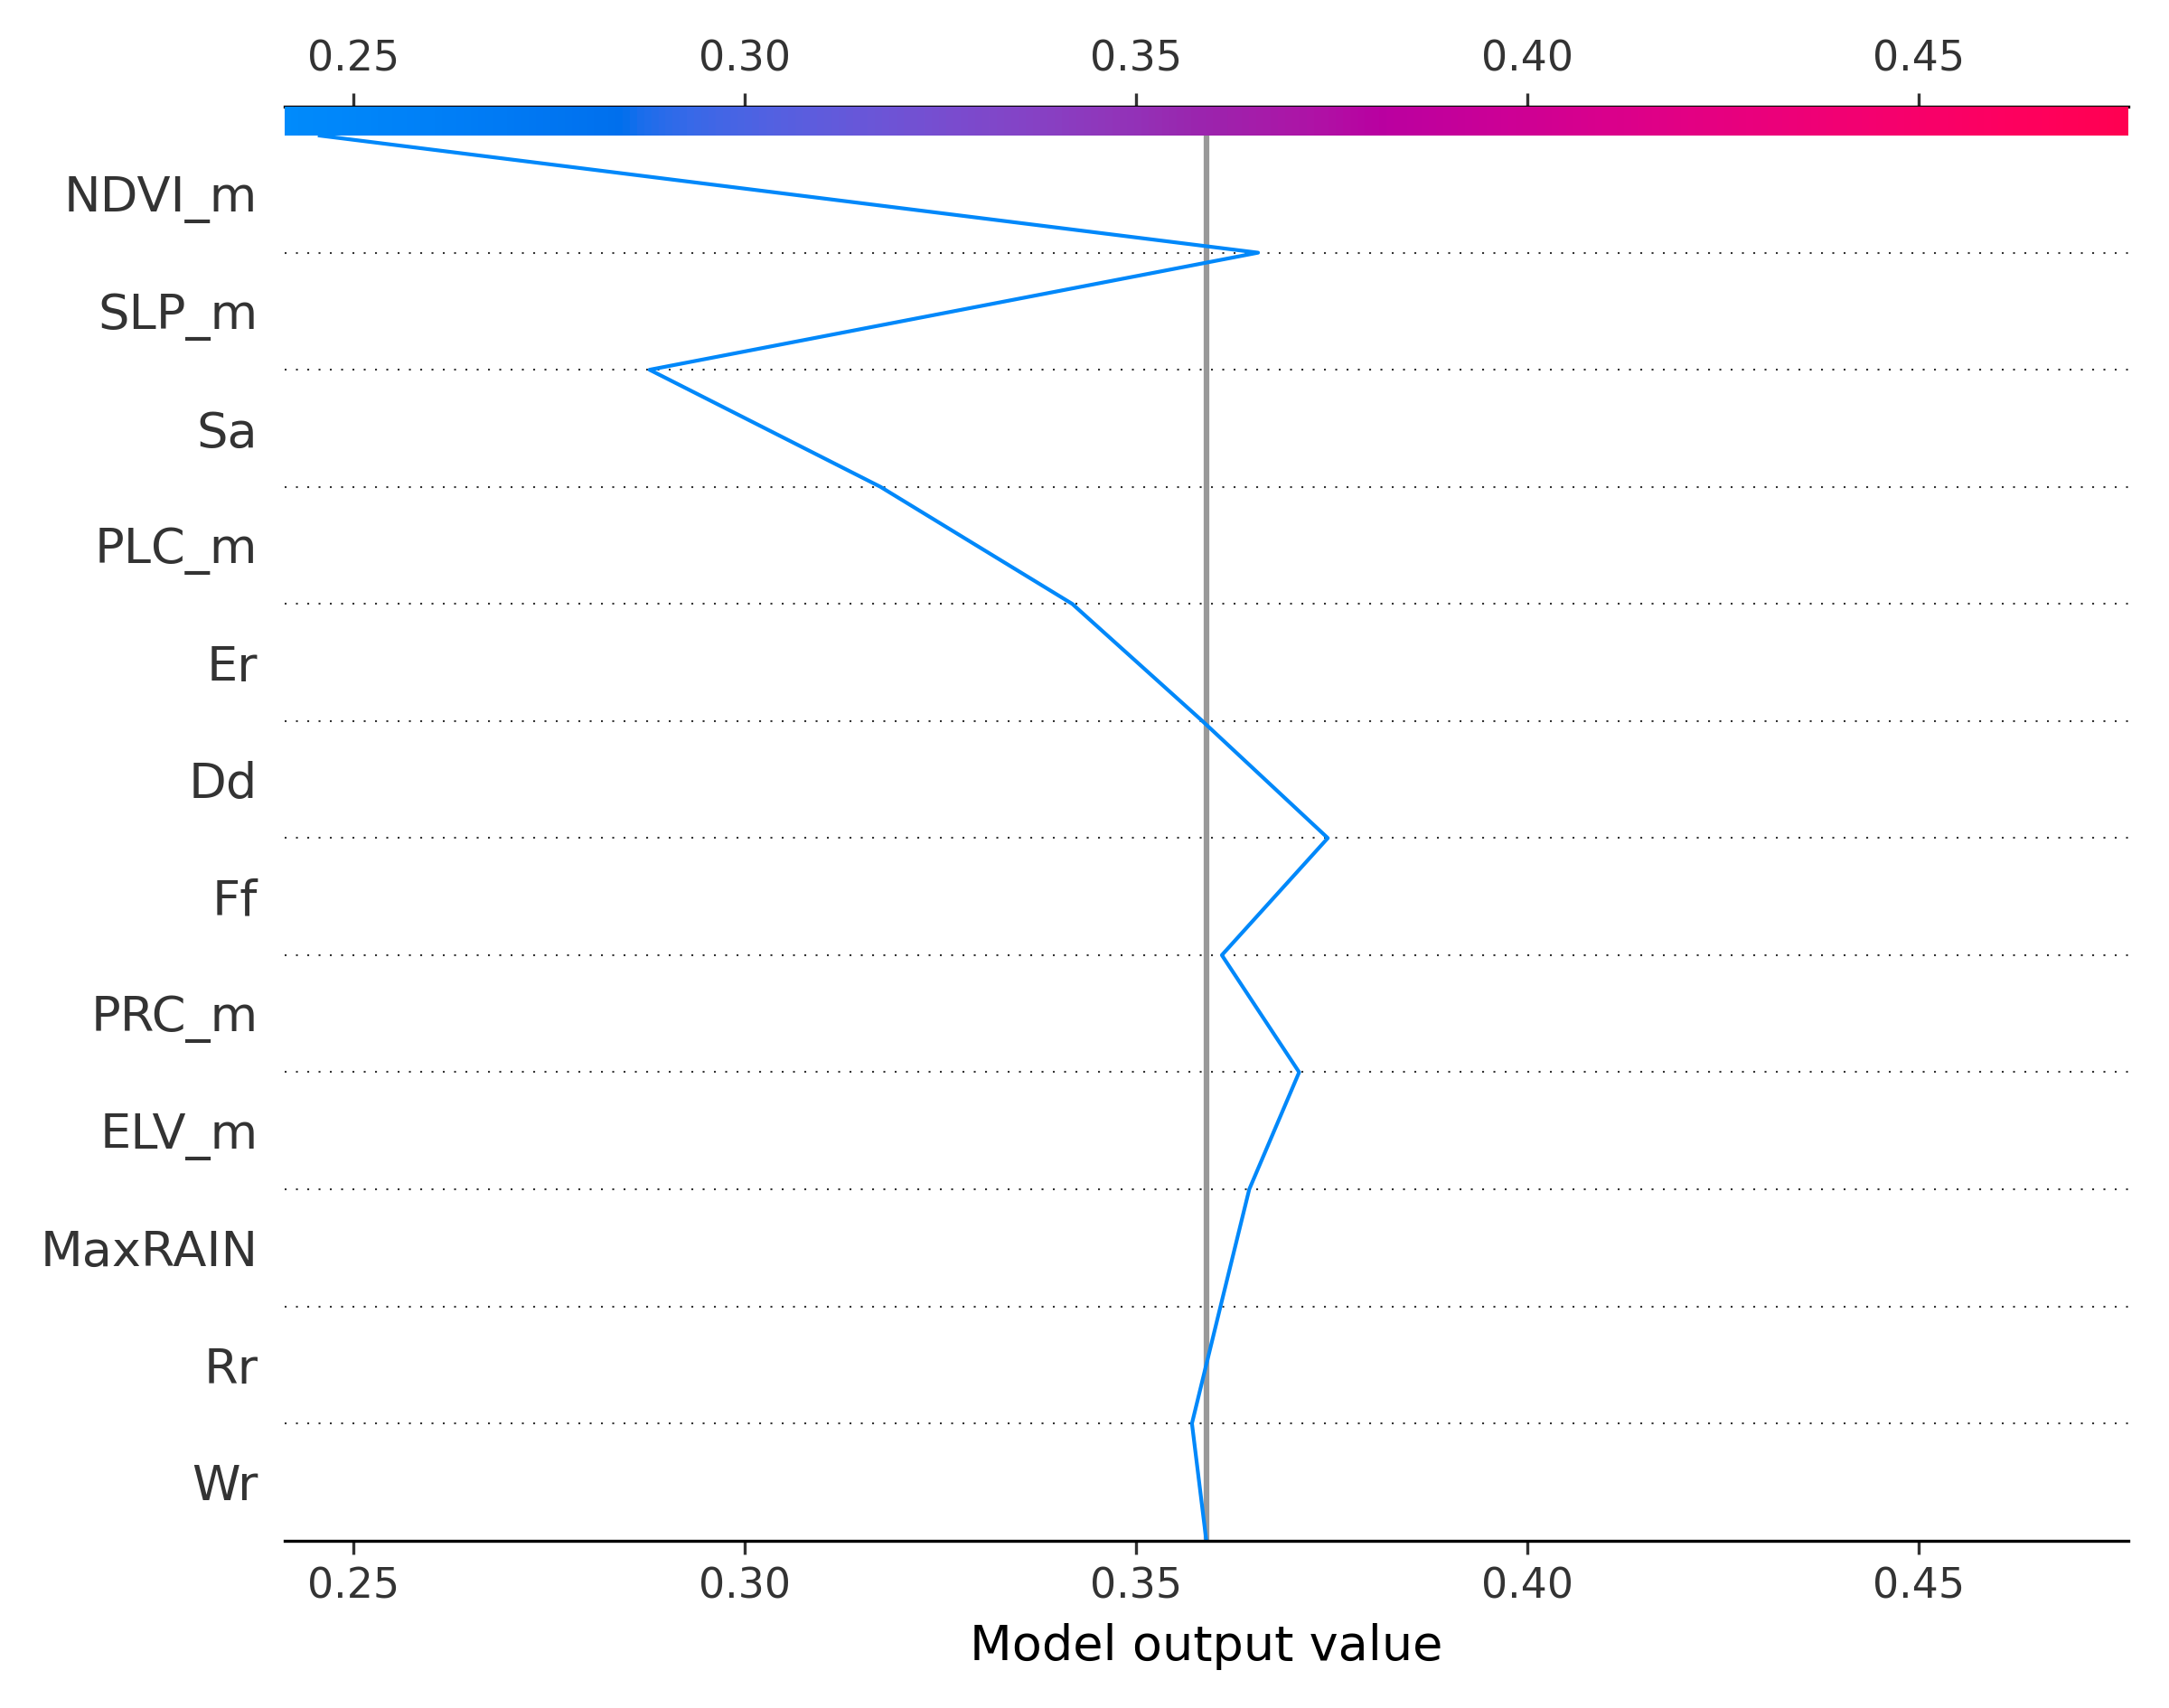 0.25 0.30 0.35 0.40 0.45
NDVI_m
SLP_m
Sa
PLC_m
Er
Dd
Ff
PRC_m
ELV_m
MaxRAIN
Rr
Wr
0.25 0.30 0.35 0.40 0.45
Model output value